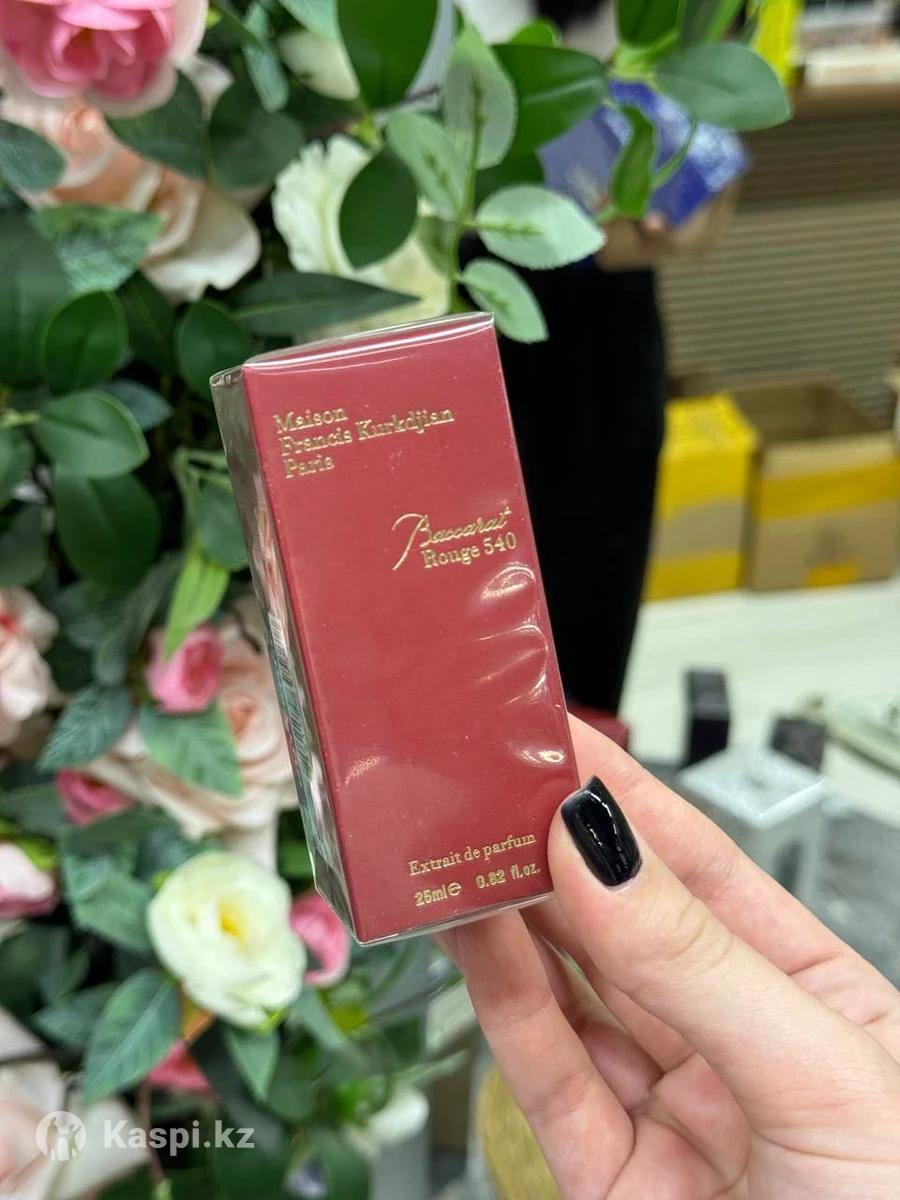 Maison
Francis Kurkdjian
Paris
Baccarat
Rouge 540
Extrait de parfum
25ml℮ 0.82 fl.oz.
Kaspi.kz